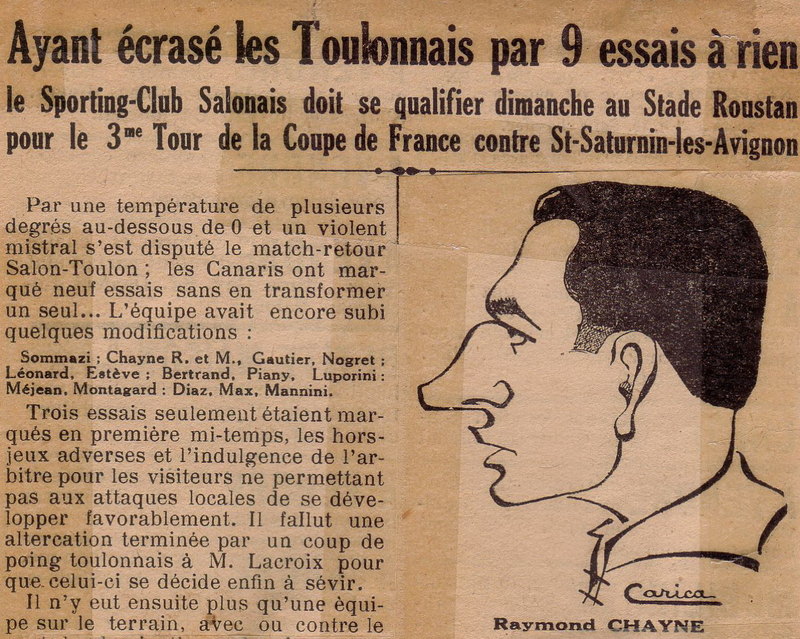 Ayant écrasé les Toulonnais par 9 essais à rien
le Sporting-Club Salonais doit se qualifier dimanche au Stade Roustan
pour le 3me Tour de la Coupe de France contre St-Saturnin-les-Avignon
Par une température de plusieurs
degrés au-dessous de 0 et un violent
mistral s'est disputé le match-retour
Salon-Toulon ; les Canaris ont mar-
qué neuf essais sans en transformer
un seul... L'équipe avait encore subi
quelques modifications :
Sommazi ; Chayne R. et M., Gautier, Nogret ;
Léonard, Estève ; Bertrand, Piany, Luporini :
Méjean, Montagard : Diaz, Max, Mannini.
Trois essais seulement étaient mar-
qués en première mi-temps, les hors-
jeux adverses et l'indulgence de l'ar-
bitre pour les visiteurs ne permettant
pas aux attaques locales de se déve-
lopper favorablement. Il fallut une
altercation terminée par un coup de
poing toulonnais à M. Lacroix pour
que celui-ci se décide enfin à sévir.
Il n'y eut ensuite plus qu'une équi-
pe sur le terrain, avec ou contre le
Carica
Raymond CHAYNE